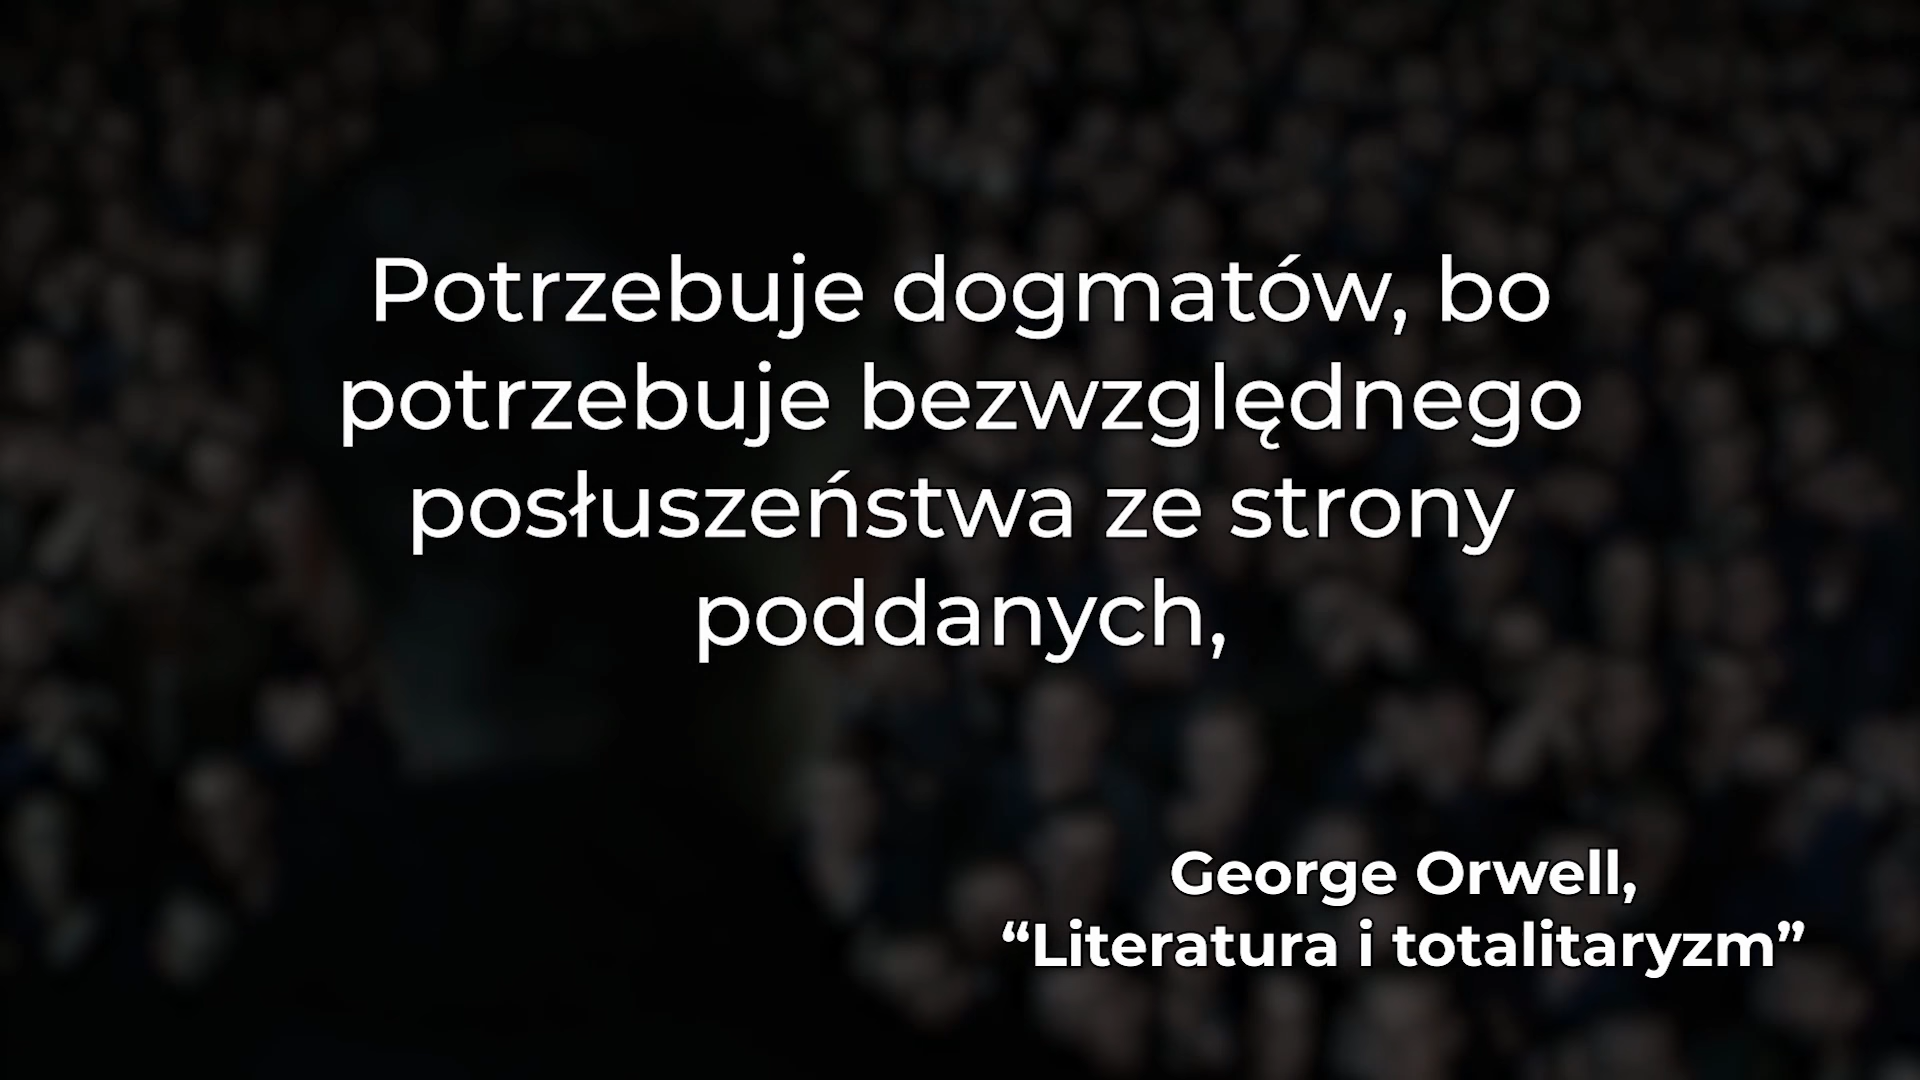 Potrzebuje dogmatów, bo
potrzebuje bezwzględnego
posłuszeństwa ze strony
poddanych,
George Orwell,
“Literatura i totalitaryzm”